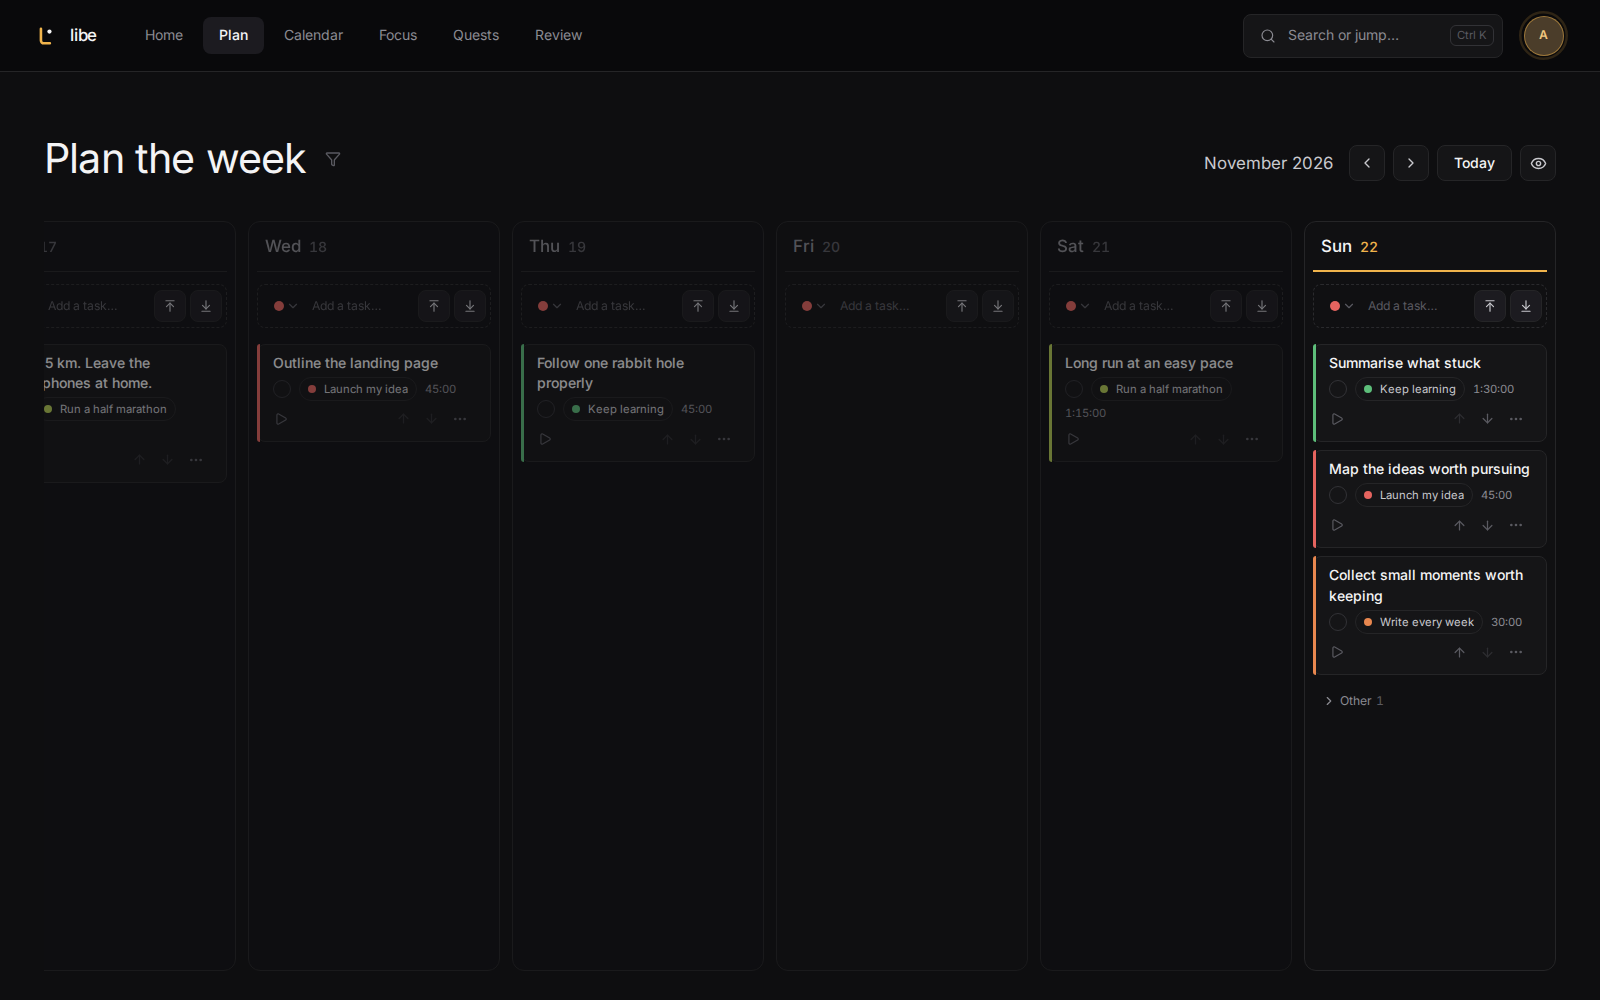 libe
Home
Plan
Calendar
Focus
Quests
Review
Search or jump...
Ctrl K
A
Plan the week
November 2026
Today
17
Add a task...
5 km. Leave the
phones at home.
Run a half marathon
Wed 18
Add a task...
Outline the landing page
Launch my idea 45:00
Thu 19
Add a task...
Follow one rabbit hole
properly
Keep learning 45:00
Fri 20
Add a task...
Sat 21
Add a task...
Long run at an easy pace
Run a half marathon
1:15:00
Sun 22
Add a task...
Summarise what stuck
Keep learning 1:30:00
Map the ideas worth pursuing
Launch my idea 45:00
Collect small moments worth
keeping
Write every week 30:00
Other 1